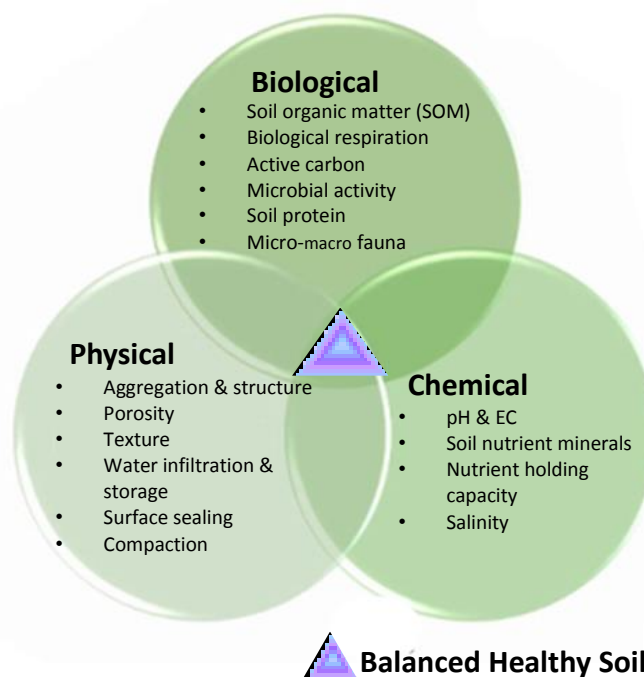 Biological
• Soil organic matter (SOM)
• Biological respiration
• Active carbon
• Microbial activity
• Soil protein
• Micro-macro fauna
Physical
• Aggregation & structure
• Porosity
• Texture
• Water infiltration &
storage
• Surface sealing
• Compaction
Chemical
• pH & EC
• Soil nutrient minerals
• Nutrient holding
capacity
• Salinity
Balanced Healthy Soil